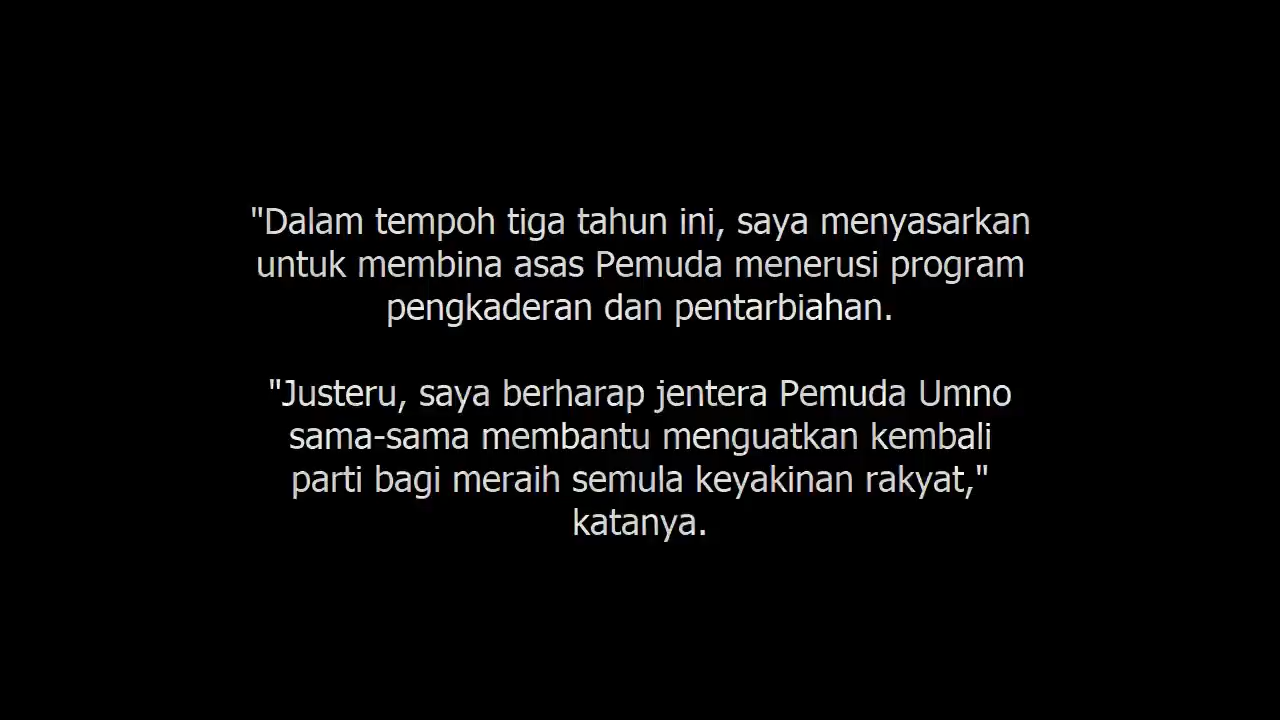 "Dalam tempoh tiga tahun ini, saya menyasarkan
untuk membina asas Pemuda menerusi program
pengkaderan dan pentarbiahan.
"Justeru, saya berharap jentera Pemuda Umno
sama-sama membantu menguatkan kembali
parti bagi meraih semula keyakinan rakyat,"
katanya.